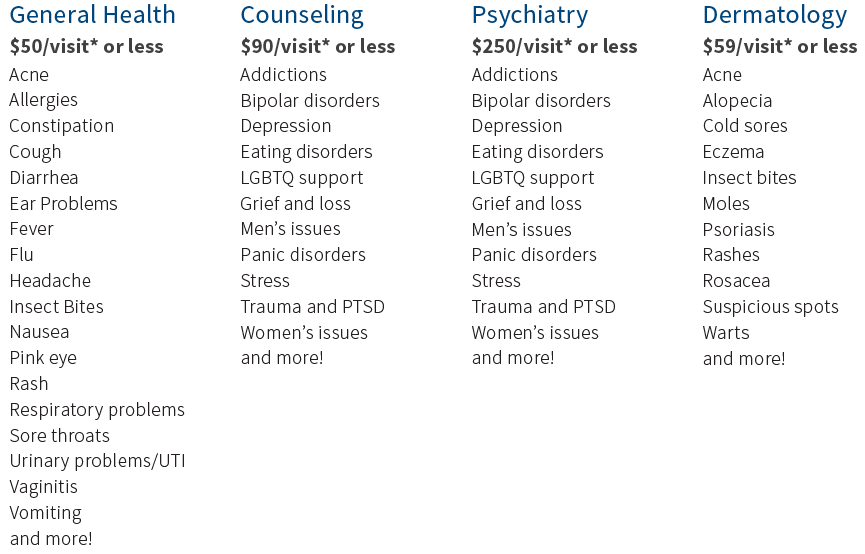 General Health
$50/visit* or less
Acne
Allergies
Constipation
Cough
Diarrhea
Ear Problems
Fever
Flu
Headache
Insect Bites
Nausea
Pink eye
Rash
Respiratory problems
Sore throats
Urinary problems/UTI
Vaginitis
Vomiting
and more!
Counseling
$90/visit* or less
Addictions
Bipolar disorders
Depression
Eating disorders
LGBTQ support
Grief and loss
Men’s issues
Panic disorders
Stress
Trauma and PTSD
Women’s issues
and more!
Psychiatry
$250/visit* or less
Addictions
Bipolar disorders
Depression
Eating disorders
LGBTQ support
Grief and loss
Men’s issues
Panic disorders
Stress
Trauma and PTSD
Women’s issues
and more!
Dermatology
$59/visit* or less
Acne
Alopecia
Cold sores
Eczema
Insect bites
Moles
Psoriasis
Rashes
Rosacea
Suspicious spots
Warts
and more!